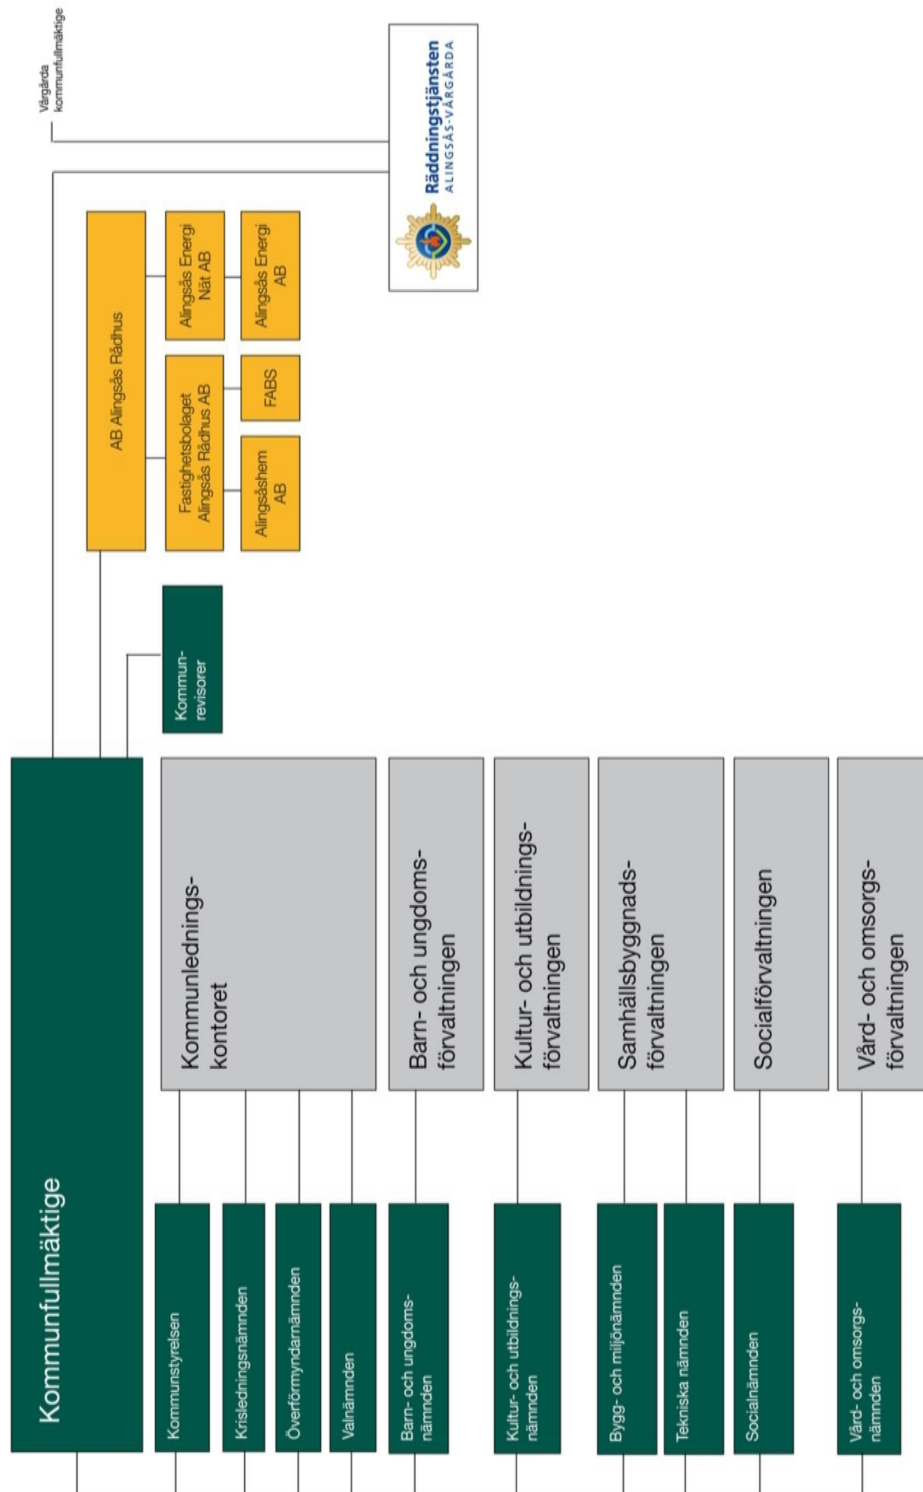 Kommunfullmäktige
Vårgårda
kommunfullmäktige
AB Alingsås Rådhus
Kommun-
revisorer
Fastighetsbolaget
Alingsås Rådhus AB
Alingsås Energi
Nät AB
Alingsåshem
AB
FABS
Alingsås Energi
AB
Räddningstjänsten
ALINGSÅS-VÅRGÅRDA
Kommunstyrelsen
Krisledningsnämnden
Överförmyndarnämnden
Valnämnden
Kommunlednings-
kontoret
Barn- och ungdoms-
nämnden
Barn- och ungdoms-
förvaltningen
Kultur- och utbildnings-
nämnden
Kultur- och utbildnings-
förvaltningen
Bygg- och miljönämnden
Tekniska nämnden
Samhällsbyggnads-
förvaltningen
Socialnämnden
Socialförvaltningen
Vård- och omsorgs-
nämnden
Vård- och omsorgs-
förvaltningen